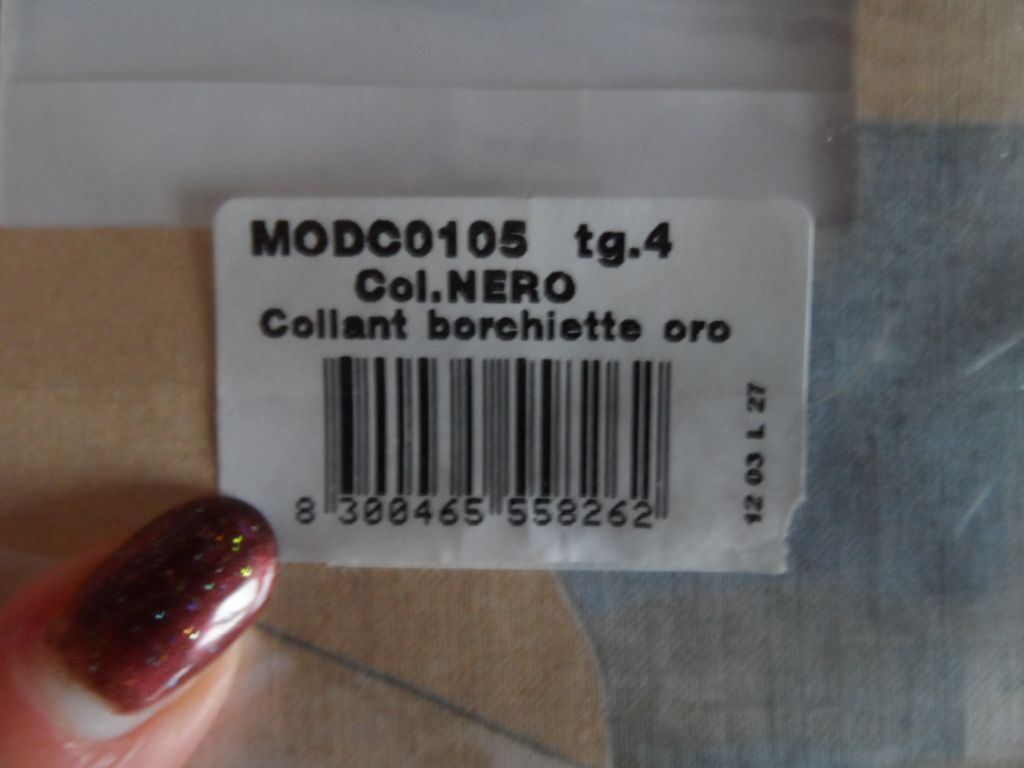 MODC0105 tg.4
Col.NERO
Collant borchiette oro
8 300465 558262
12 03 L 27